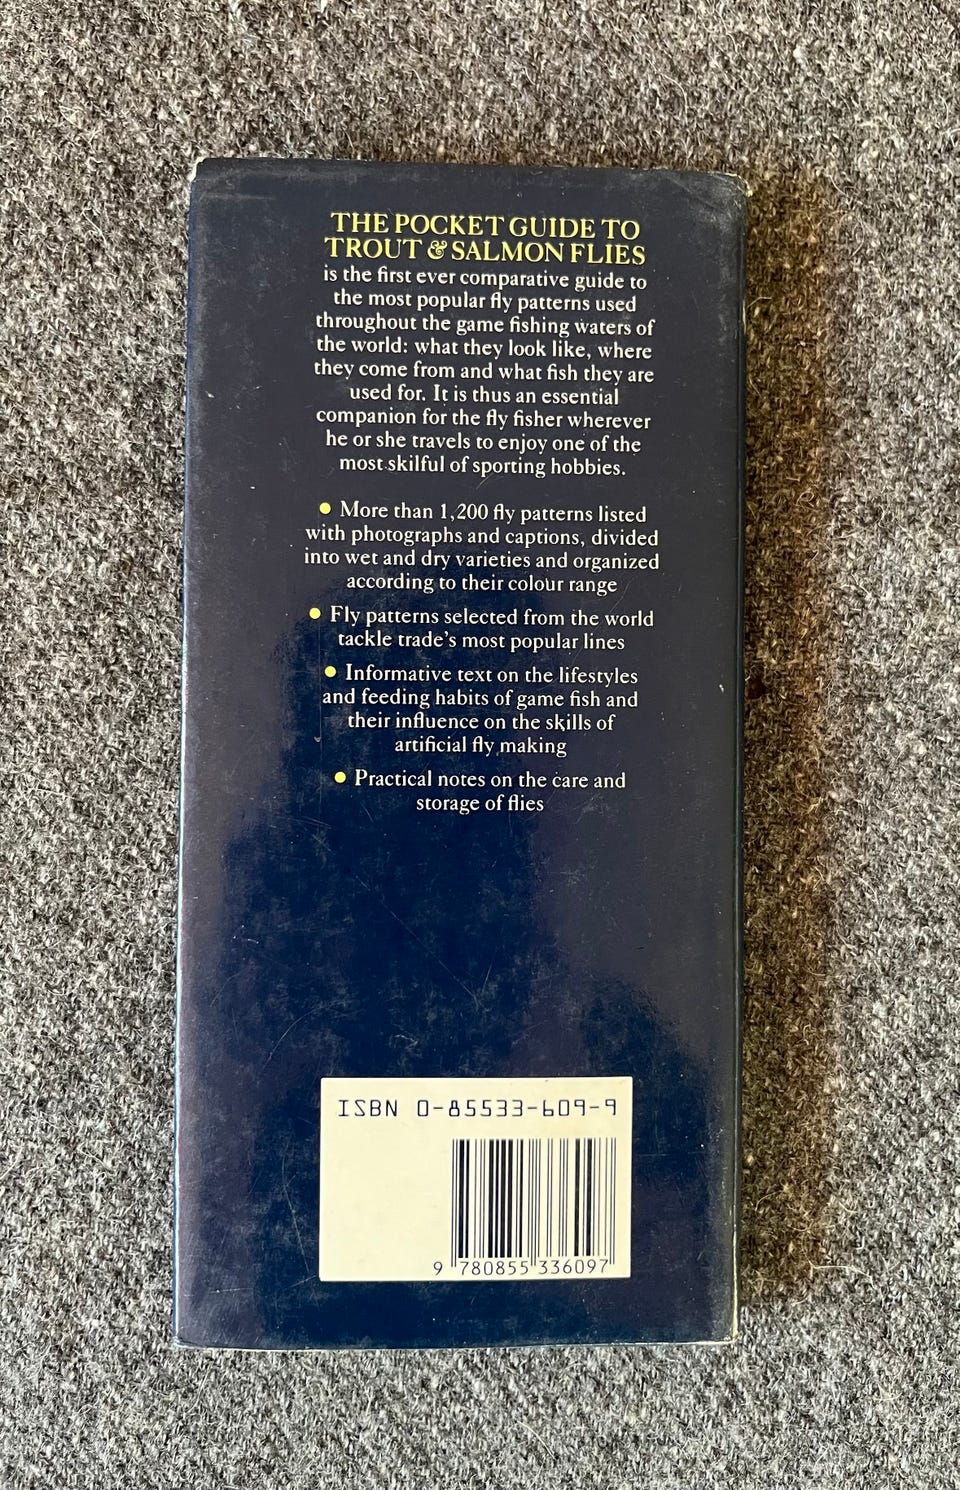 THE POCKET GUIDE TO
TROUT & SALMON FLIES
is the first ever comparative guide to
the most popular fly patterns used
throughout the game fishing waters of
the world: what they look like, where
they come from and what fish they are
used for. It is thus an essential
companion for the fly fisher wherever
he or she travels to enjoy one of the
most skilful of sporting hobbies.
● More than 1,200 fly patterns listed
with photographs and captions, divided
into wet and dry varieties and organized
according to their colour range
● Fly patterns selected from the world
tackle trade's most popular lines
● Informative text on the lifestyles
and feeding habits of game fish and
their influence on the skills of
artificial fly making
● Practical notes on the care and
storage of flies
ISBN 0-85533-609-9
9 780855 336097